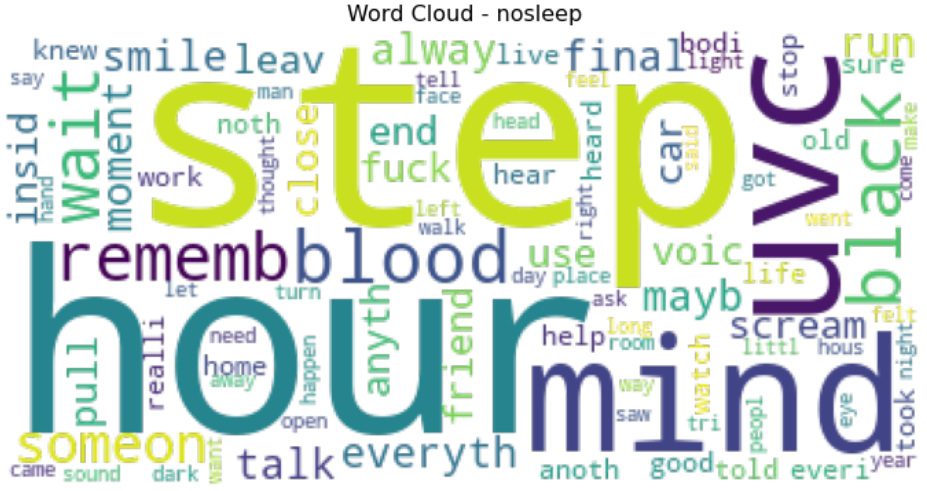 Word Cloud - nosleep
knew
smile
leav
alway
live
final
bodi
light
run
sure
say
wait
step
man
tell
face
feel
uvc
stop
black
make
insid
hand
moment
work
noth
thought
close
end
fuck
hear
head
heard
car
said
old
come
got
right
left
walk
went
rememb
blood
day
place
use
voic
life
let
turn
hour
ask
mayb
felt
pull
realli
need
home
away
happen
open
anyth
friend
help
long
room
mind
way
saw
tri
watch
scream
littl
hous
peopl
eye
took
night
year
someon
came
sound
dark
want
talk
everyth
anoth
good
told
everi